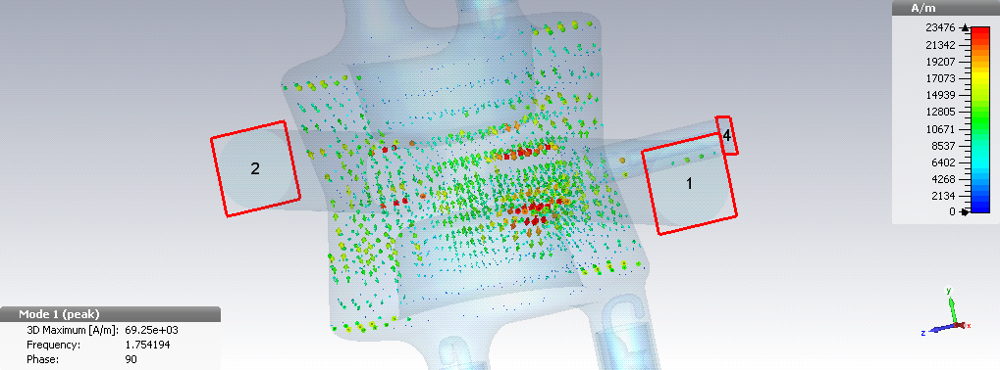 A/m
23476
21342
19207
17073
14939
12805
10671
8537
6402
4268
2134
0
4
2
1
y
z
x
Mode 1 (peak)
3D Maximum [A/m]: 69.25e+03
Frequency: 1.754194
Phase: 90